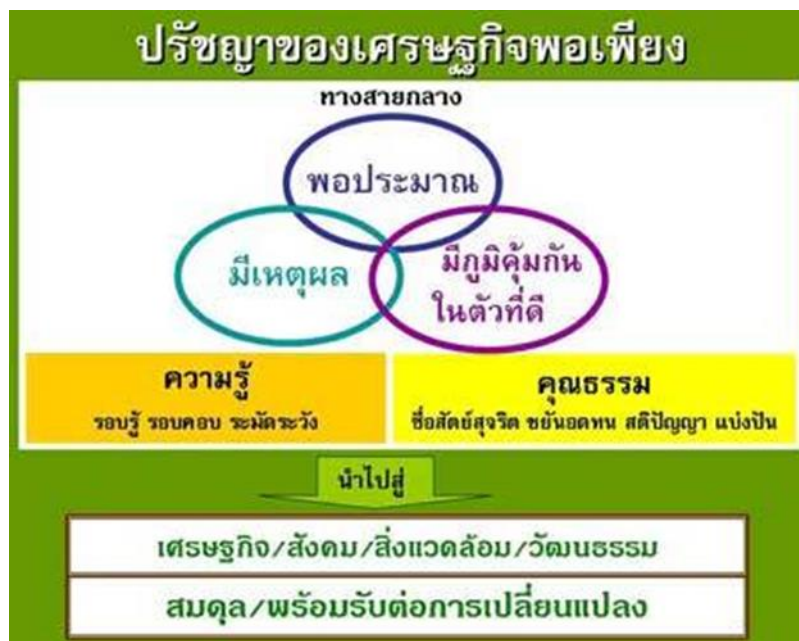 ปรัชญาของเศรษฐกิจพอเพียง
ทางสายกลาง
พอประมาณ
มีเหตุผล
มีภูมิคุ้มกัน
ในตัวที่ดี
ความรู้
รอบรู้ รอบคอบ ระมัดระวัง
คุณธรรม
ซื่อสัตย์สุจริต ขยันอดทน สติปัญญา แบ่งปัน
นำไปสู่
เศรษฐกิจ/สังคม/สิ่งแวดล้อม/วัฒนธรรม
สมดุล/พร้อมรับต่อการเปลี่ยนแปลง